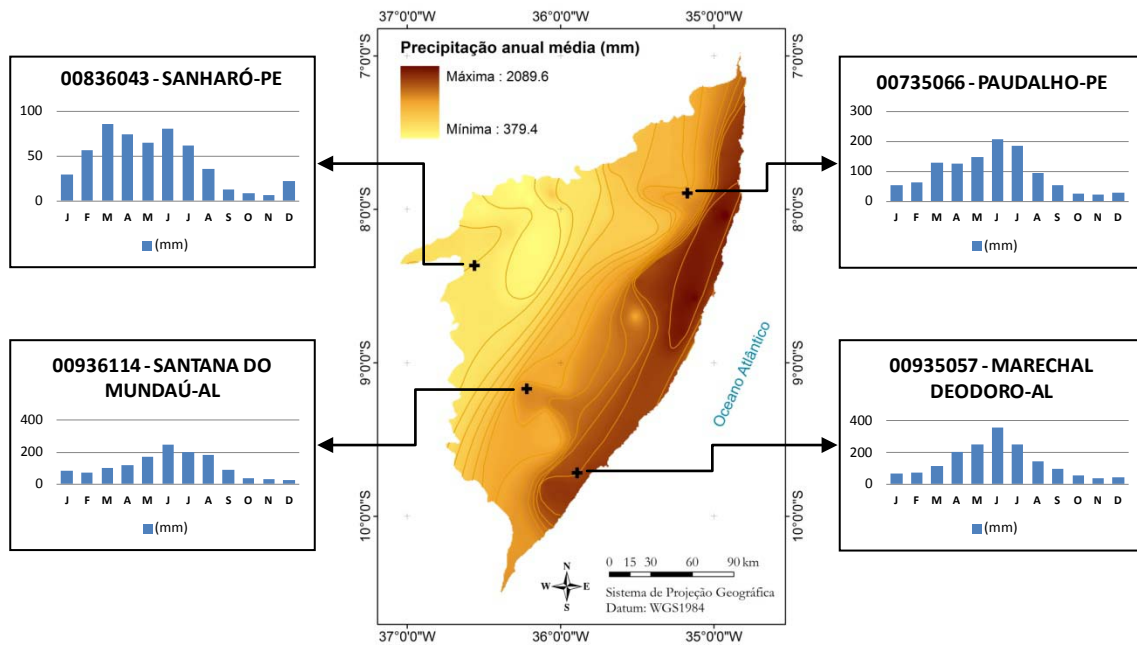 37°0'0"W 36°0'0"W 35°0'0"W
Precipitação anual média (mm)
Máxima : 2089.6
Mínima : 379.4
7°0'0"S
8°0'0"S
9°0'0"S
10°0'0"S
7°0'0"S
8°0'0"S
9°0'0"S
10°0'0"S
00836043 - SANHARÓ-PE
100
50
0
J F M A M J J A S O N D
(mm)
00735066 - PAUDALHO-PE
300
200
100
0
J F M A M J J A S O N D
(mm)
00936114 - SANTANA DO
MUNDAÚ-AL
400
200
0
J F M A M J J A S O N D
(mm)
00935057 - MARECHAL
DEODORO-AL
400
200
0
J F M A M J J A S O N D
(mm)
Oceano Atlântico
N
W E
S
0 15 30 60 90 km
Sistema de Projeção Geográfica
Datum: WGS1984
37°0'0"W 36°0'0"W 35°0'0"W